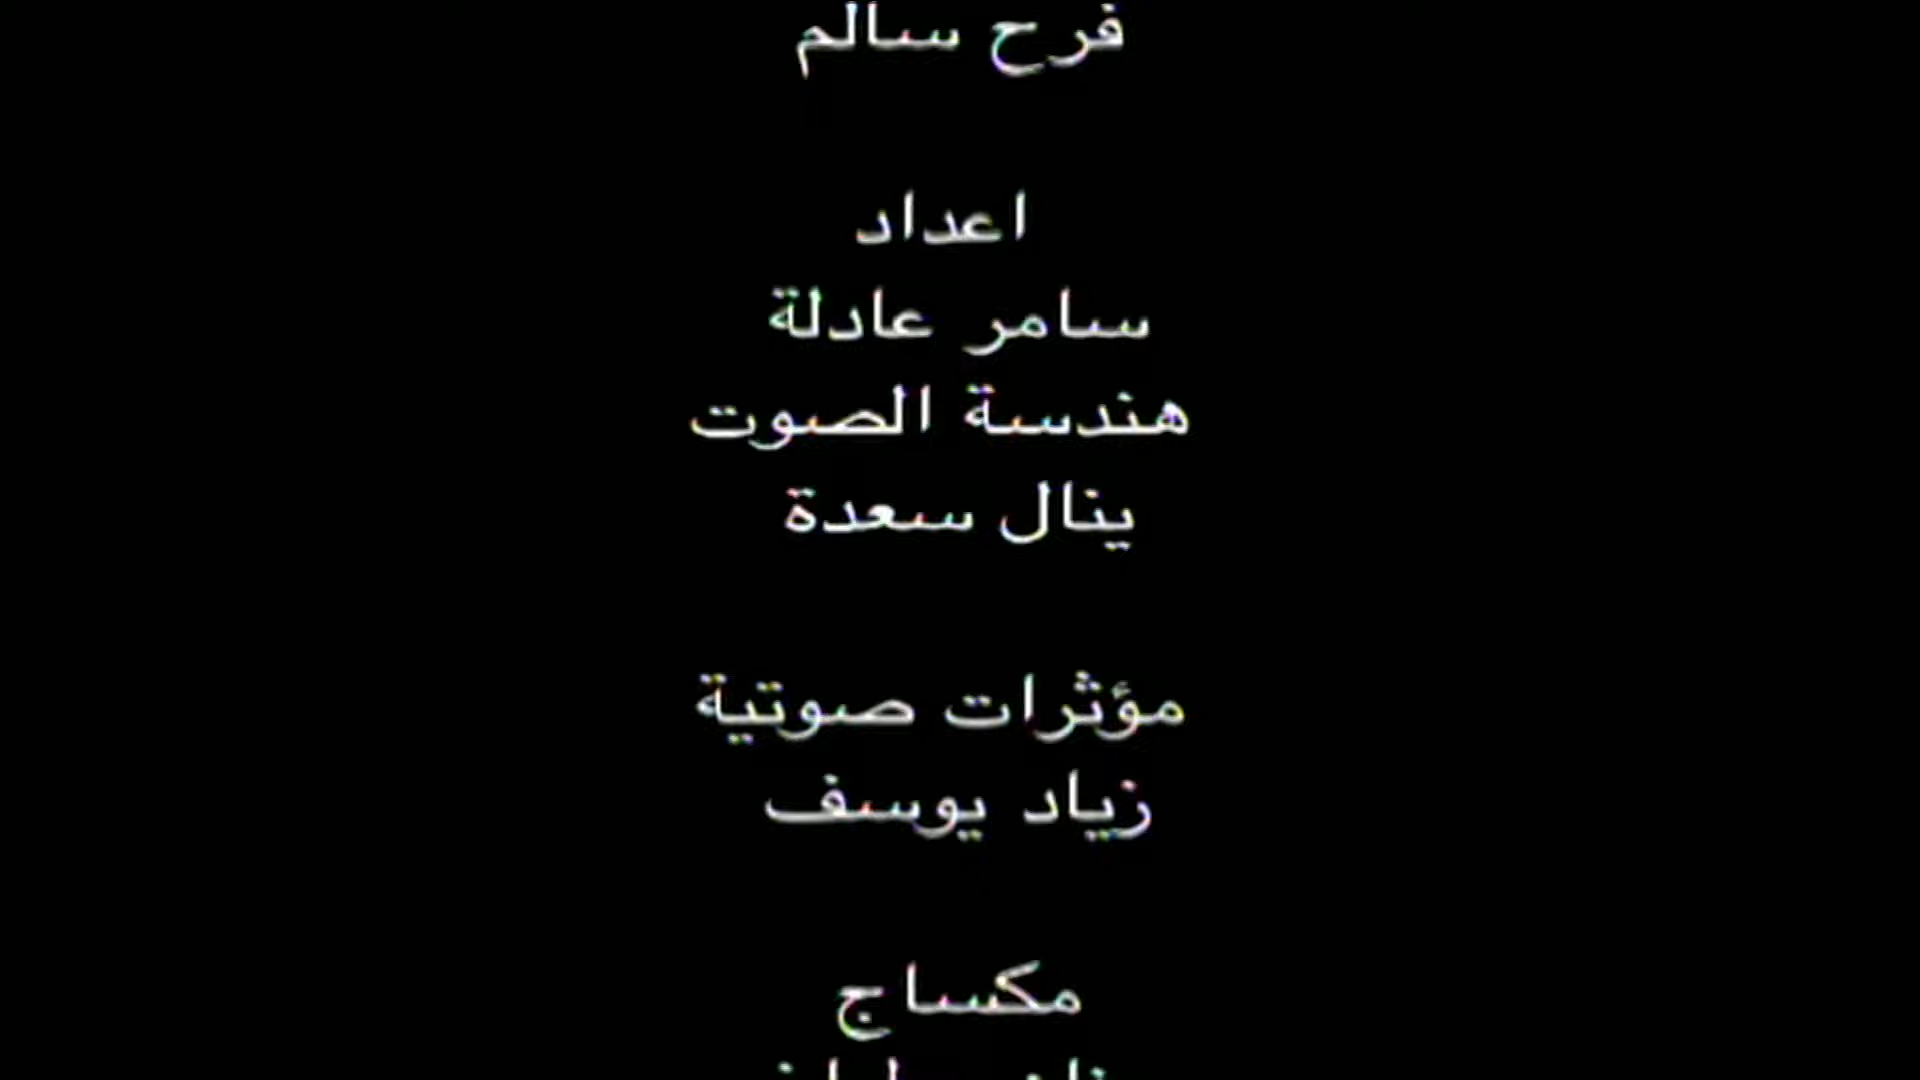 فرح سالم
اعداد
سامر عادلة
هندسة الصوت
ينال سعدة
مؤثرات صوتية
زياد يوسف
مكساج